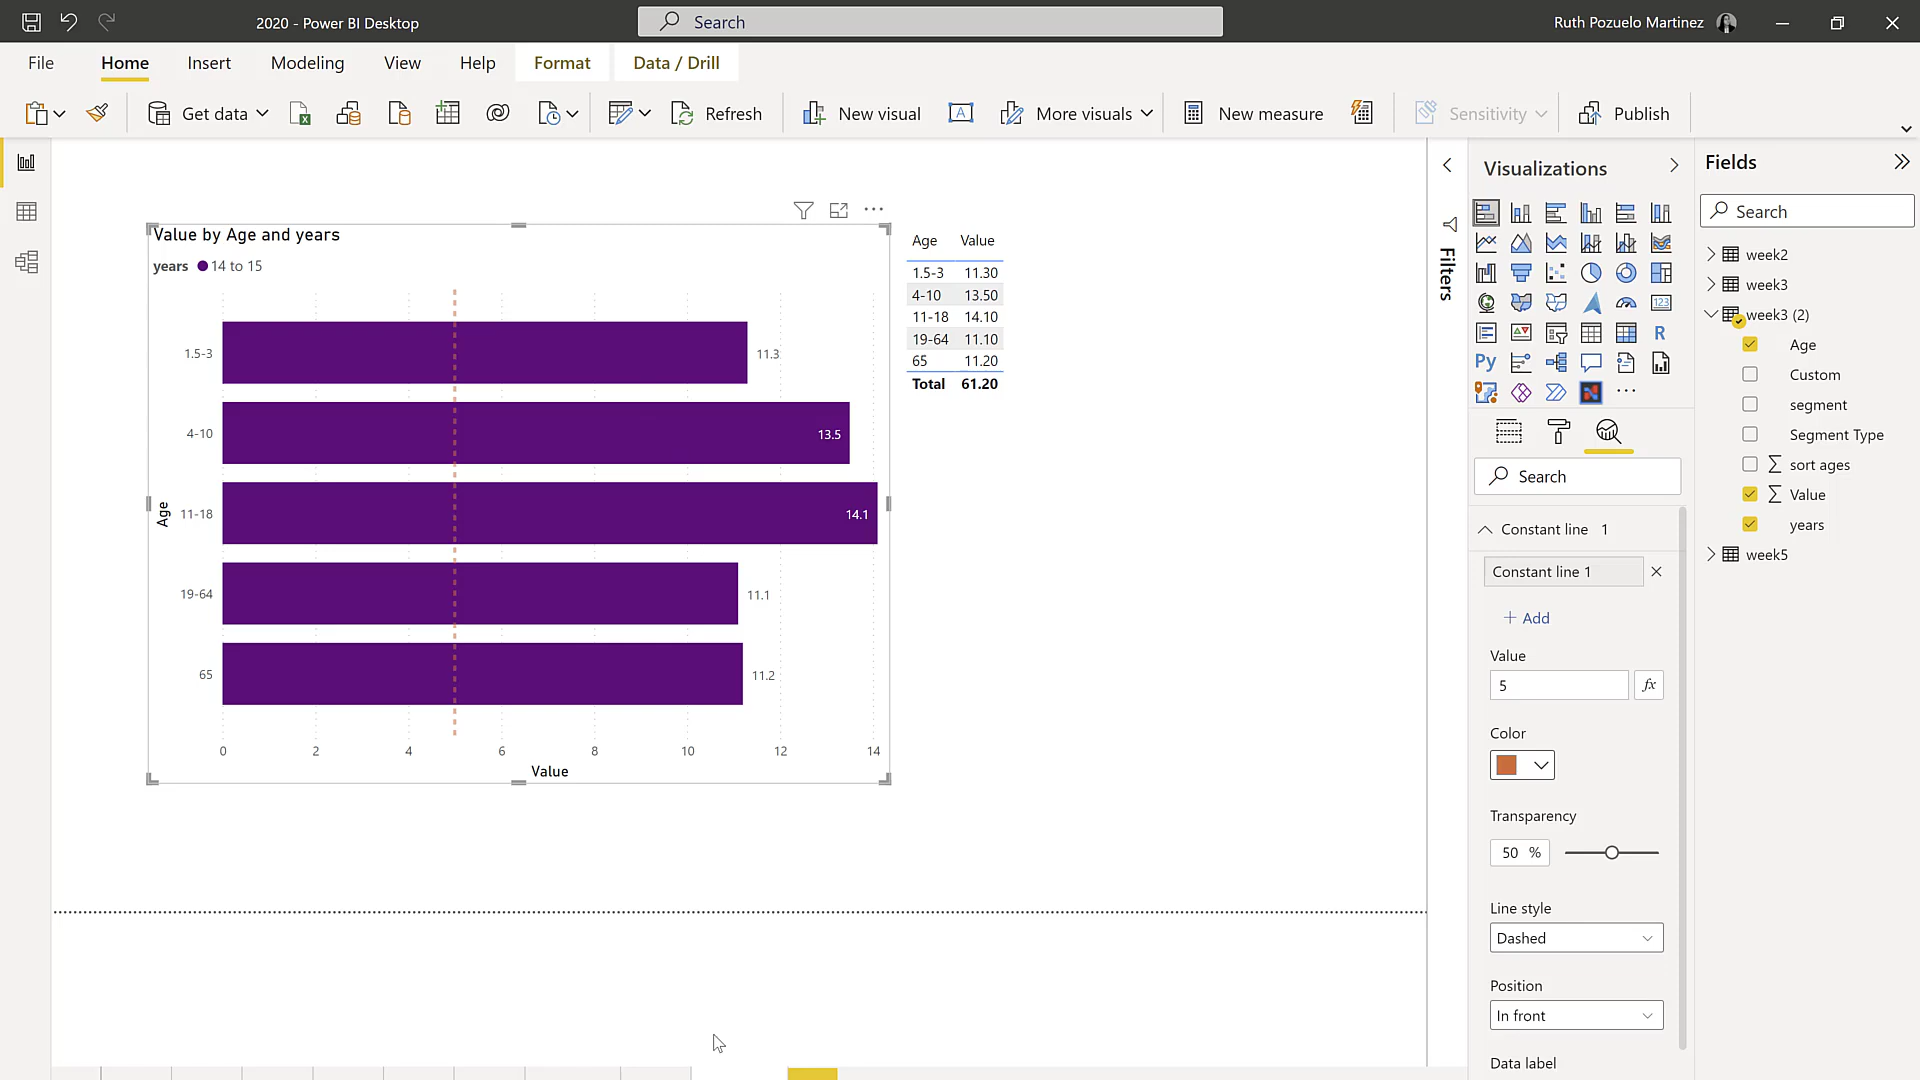 2020 - Power BI Desktop
Search
Ruth Pozuelo Martinez
File
Home
Insert
Modeling
View
Help
Format
Data / Drill
Get data
Refresh
New visual
More visuals
New measure
Sensitivity
Publish
Value by Age and years
years 14 to 15
Age
1.5-3
11.3
4-10
13.5
11-18
14.1
19-64
11.1
65
11.2
0 2 4 6 8 10 12 14
Value
Age Value
1.5-3 11.30
4-10 13.50
11-18 14.10
19-64 11.10
65 11.20
Total 61.20
Filters
Visualizations
123
R
Py
Search
Constant line 1
Constant line 1
Add
Value
5
fx
Color
Transparency
50 %
Line style
Dashed
Position
In front
Data label
Fields
Search
week2
week3
week3 (2)
Age
Custom
segment
Segment Type
sort ages
Value
years
week5